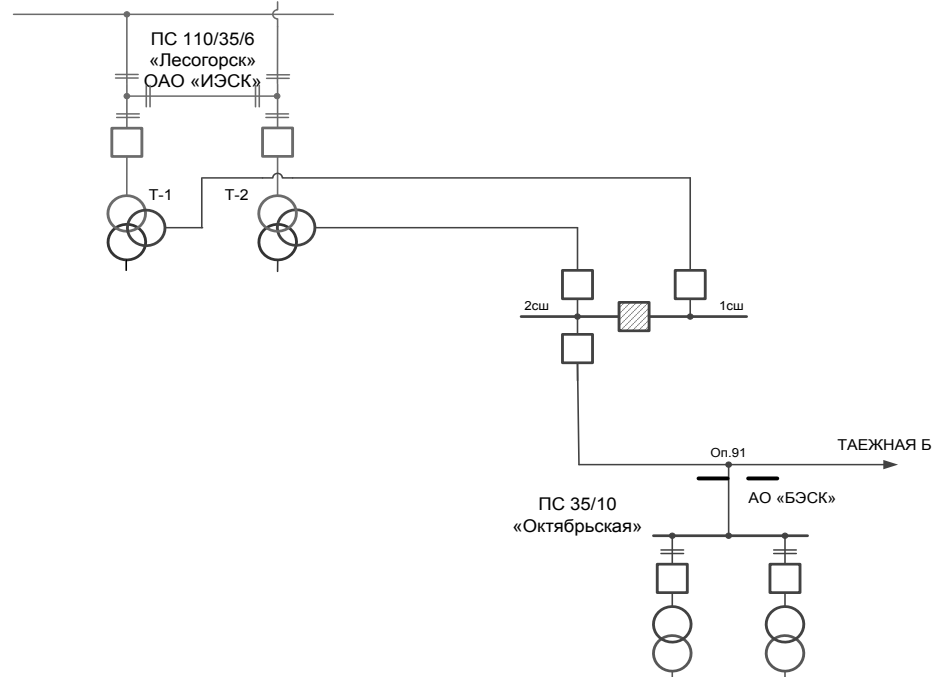 ПС 110/35/6
«Лесогорск»
ОАО «ИЭСК»
Т-1
Т-2
2сш
1сш
Оп.91
ТАЕЖНАЯ Б
АО «БЭСК»
ПС 35/10
«Октябрьская»